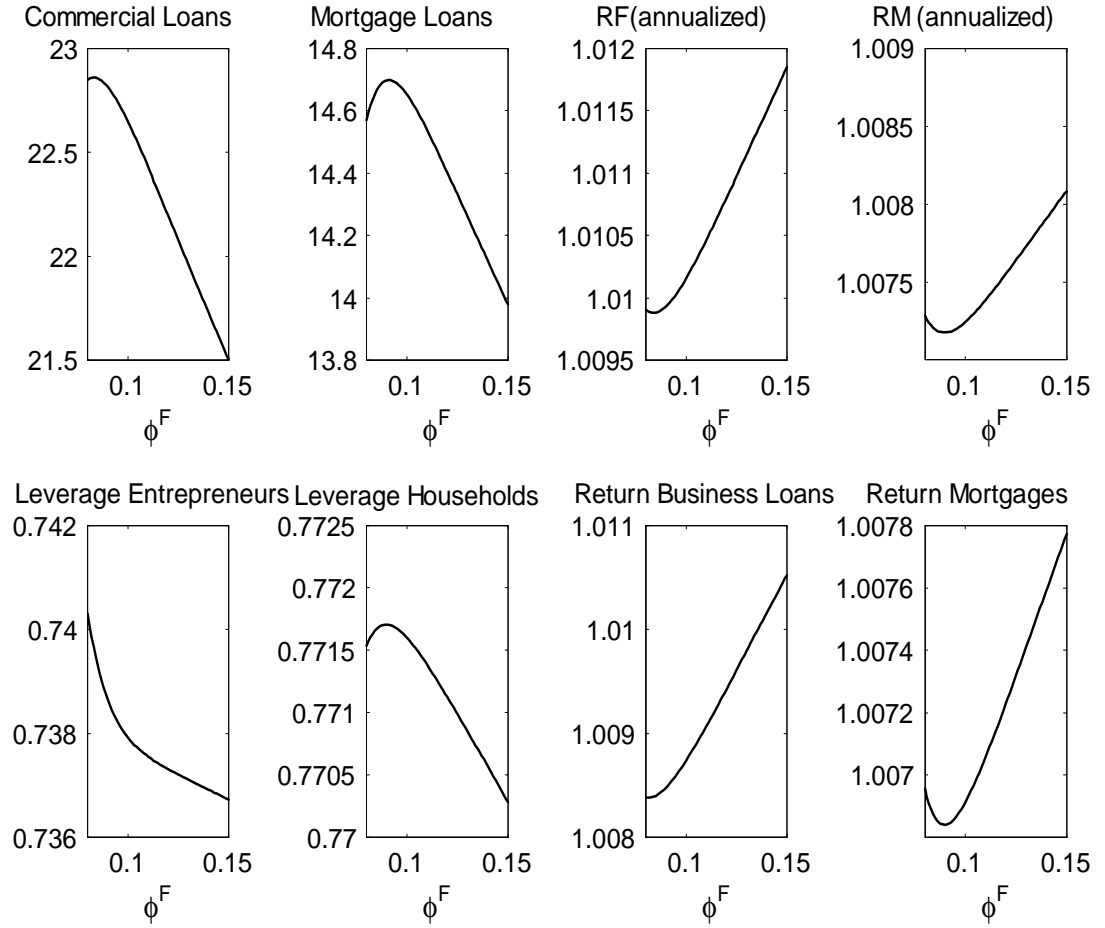 Commercial Loans
23
22.5
22
21.5
0.1 0.15
ϕF
Mortgage Loans
14.8
14.6
14.4
14.2
14
13.8
0.1 0.15
ϕF
RF(annualized)
1.012
1.0115
1.011
1.0105
1.01
1.0095
0.1 0.15
ϕF
RM (annualized)
1.009
1.0085
1.008
1.0075
0.1 0.15
ϕF
Leverage Entrepreneurs
0.742
0.74
0.738
0.736
0.1 0.15
ϕF
Leverage Households
0.7725
0.772
0.7715
0.771
0.7705
0.77
0.1 0.15
ϕF
Return Business Loans
1.011
1.01
1.009
1.008
0.1 0.15
ϕF
Return Mortgages
1.0078
1.0076
1.0074
1.0072
1.007
0.1 0.15
ϕF